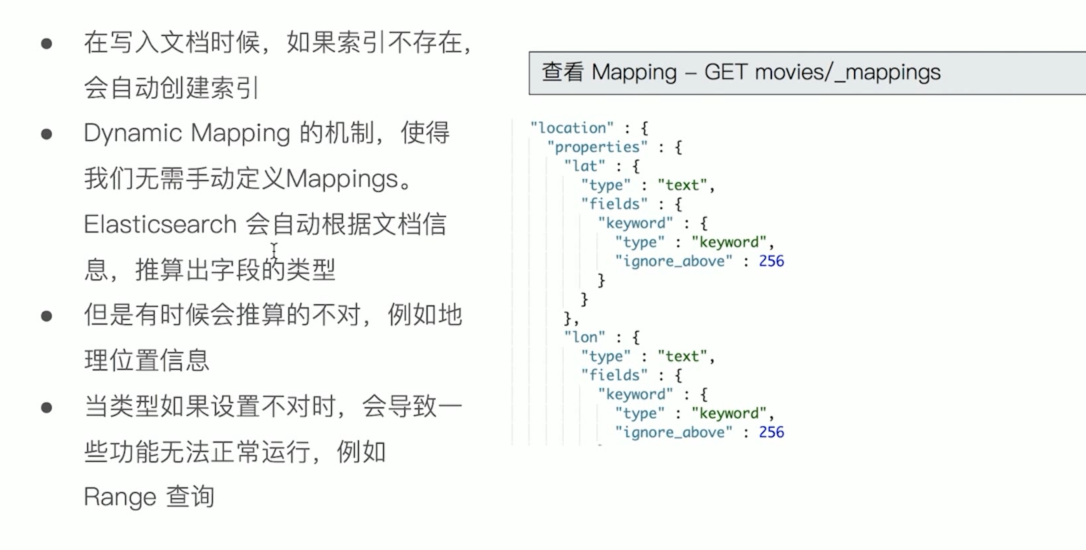 ● 在写入文档时候，如果索引不存在，
会自动创建索引
● Dynamic Mapping 的机制，使得
我们无需手动定义Mappings。
Elasticsearch 会自动根据文档信
息，推算出字段的类型
● 但是有时候会推算的不对，例如地
理位置信息
● 当类型如果设置不对时，会导致一
些功能无法正常运行，例如
Range 查询
查看 Mapping – GET movies/_mappings
"location" : {
"properties" : {
"lat" : {
"type" : "text",
"fields" : {
"keyword" : {
"type" : "keyword",
"ignore_above" : 256
}
}
},
"lon" : {
"type" : "text",
"fields" : {
"keyword" : {
"type" : "keyword",
"ignore_above" : 256